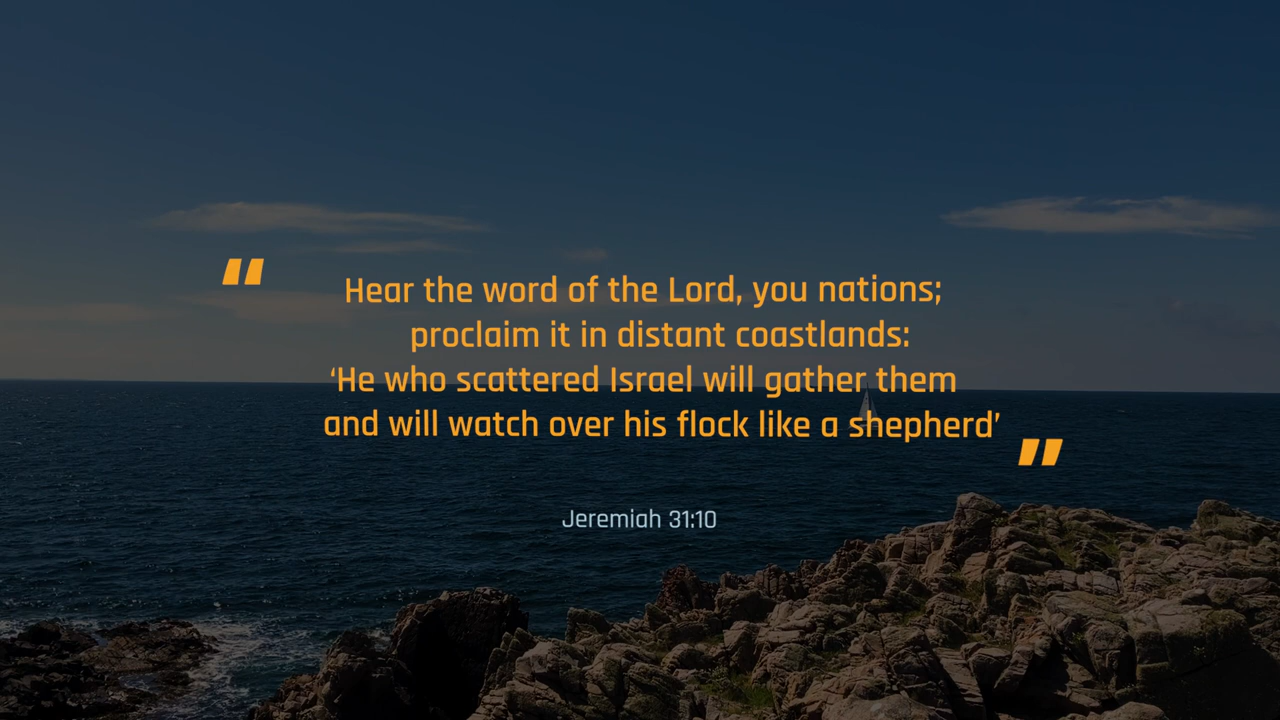 "Hear the word of the Lord, you nations;
proclaim it in distant coastlands:
‘He who scattered Israel will gather them
and will watch over his flock like a shepherd’"
Jeremiah 31:10